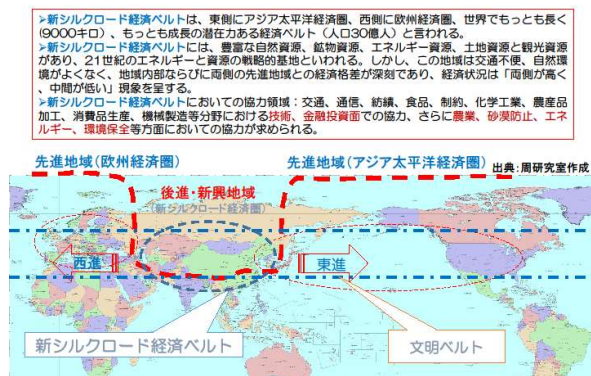 ➢新シルクロード経済ベルトは、東側にアジア太平洋経済圏、西側に欧州経済圏、世界でもっとも長く
(9000キロ)、もっとも成長の潜在力ある経済ベルト(人口30億人)と言われる。
➢新シルクロード経済ベルトには、豊富な自然資源、鉱物資源、エネルギー資源、土地資源と観光資源
があり、21世紀のエネルギーと資源の戦略的基地といわれる。しかし、この地域は交通不便、自然環
境がよくなく、地域内部ならびに両側の先進地域との経済格差が深刻であり、経済状況は「両側が高く、
中間が低い」現象を呈する。
➢新シルクロード経済ベルトにおいての協力領域：交通、通信、紡績、食品、制約、化学工業、農産品
加工、消費品生産、機械製造等分野における技術、金融投資面での協力、さらに農業、砂漠防止、エネ
ルギー、環境保全等方面においての協力が求められる。
先進地域(欧州経済圏)
先進地域(アジア太平洋経済圏)
出典：周研究室作成
後進・新興地域
(新シルクロード経済圏)
西進
東進
新シルクロード経済ベルト
文明ベルト